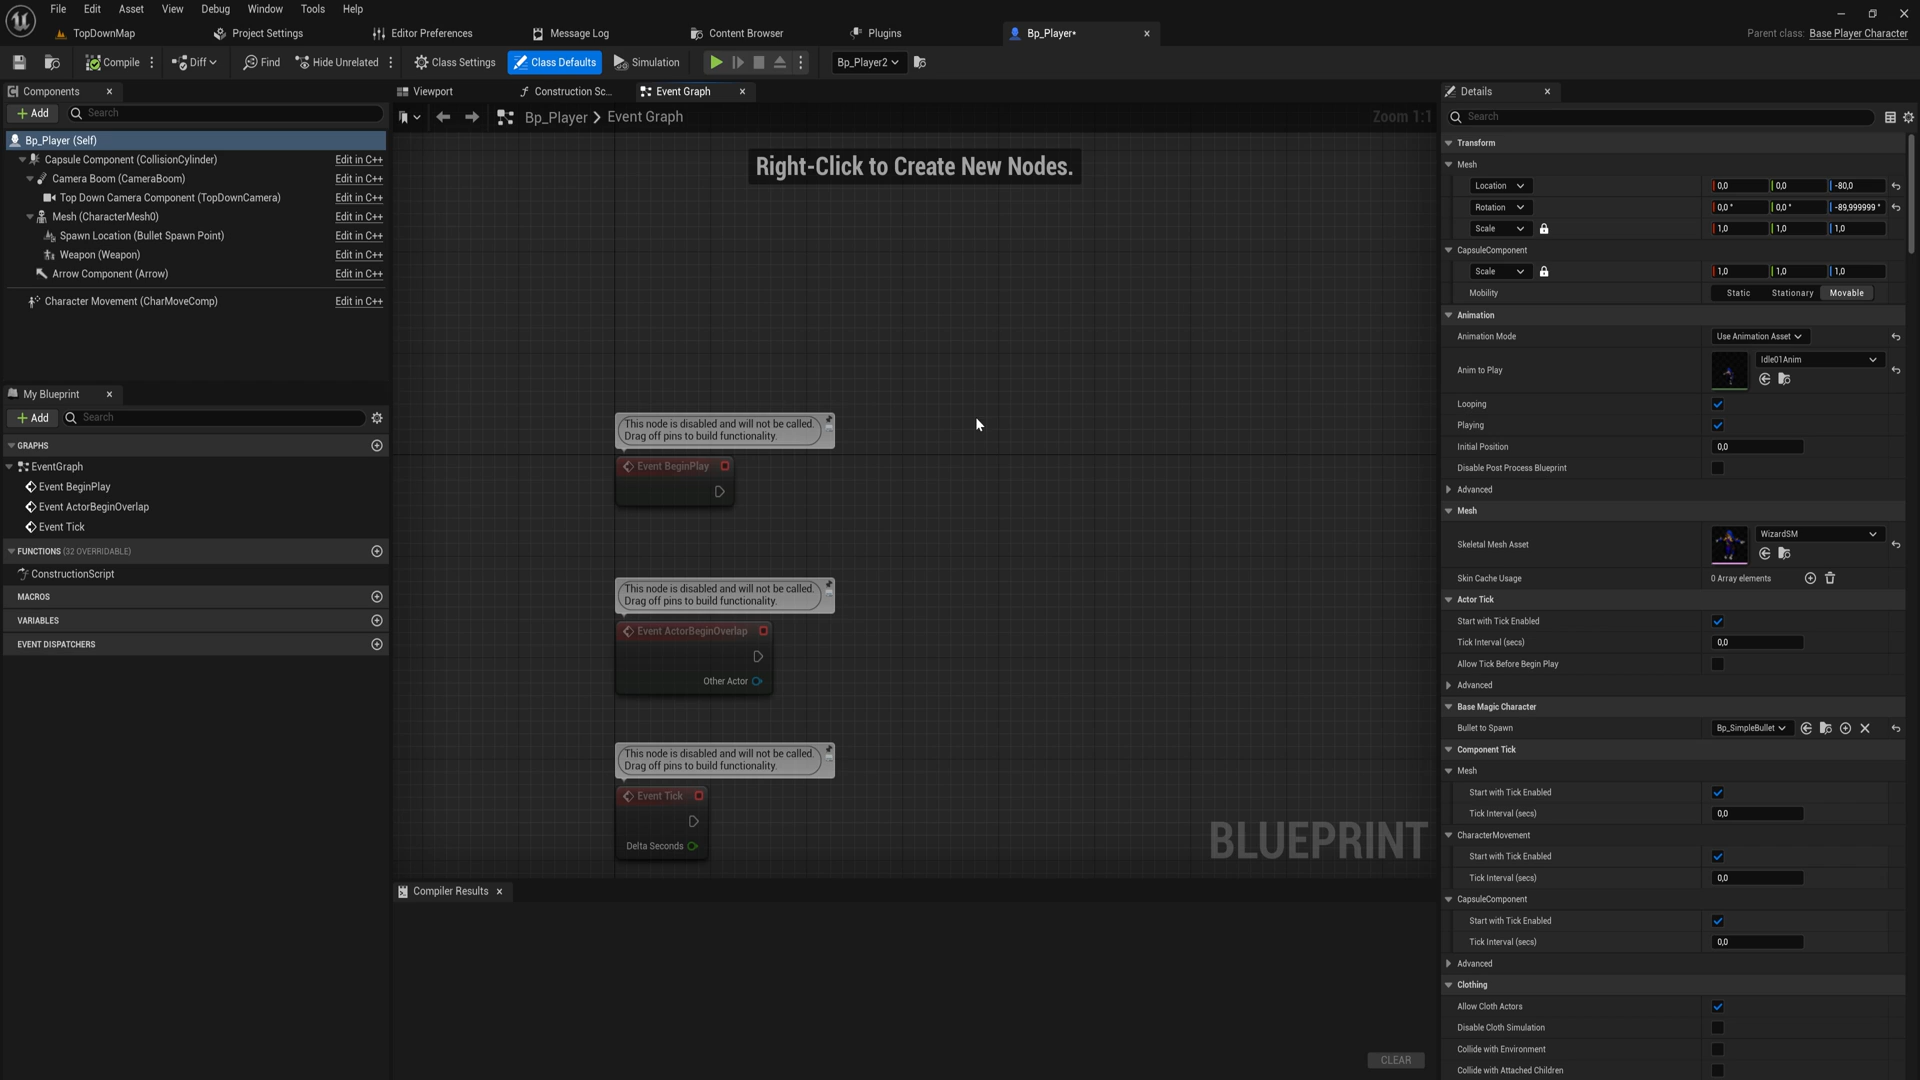 File Edit Asset View Debug Window Tools Help
TopDownMap Project Settings Editor Preferences Message Log Content Browser Plugins Bp_Player•
Parent class: Base Player Character
Compile Diff Find Hide Unrelated Class Settings Class Defaults Simulation Bp_Player2
Components
Add Search
Bp_Player (Self)
Capsule Component (CollisionCylinder) Edit in C++
Camera Boom (CameraBoom) Edit in C++
Top Down Camera Component (TopDownCamera) Edit in C++
Mesh (CharacterMesh0) Edit in C++
Spawn Location (Bullet Spawn Point) Edit in C++
Weapon (Weapon) Edit in C++
Arrow Component (Arrow) Edit in C++
Character Movement (CharMoveComp) Edit in C++
My Blueprint
Add Search
GRAPHS
EventGraph
Event BeginPlay
Event ActorBeginOverlap
Event Tick
FUNCTIONS (32 OVERRIDABLE)
ConstructionScript
MACROS
VARIABLES
EVENT DISPATCHERS
Viewport Construction Sc... Event Graph
Bp_Player > Event Graph Zoom 1:1
Right-Click to Create New Nodes.
This node is disabled and will not be called.
Drag off pins to build functionality.
Event BeginPlay
This node is disabled and will not be called.
Drag off pins to build functionality.
Event ActorBeginOverlap
Other Actor
This node is disabled and will not be called.
Drag off pins to build functionality.
Event Tick
Delta Seconds
BLUEPRINT
Compiler Results
CLEAR
Details
Search
Transform
Mesh
Location 0,0 0,0 -80,0
Rotation 0,0 ° 0,0 ° -89,999999 °
Scale 1,0 1,0 1,0
CapsuleComponent
Scale 1,0 1,0 1,0
Mobility Static Stationary Movable
Animation
Animation Mode Use Animation Asset
Anim to Play Idle01Anim
Looping
Playing
Initial Position 0,0
Disable Post Process Blueprint
Advanced
Mesh
Skeletal Mesh Asset WizardSM
Skin Cache Usage 0 Array elements
Actor Tick
Start with Tick Enabled
Tick Interval (secs) 0,0
Allow Tick Before Begin Play
Advanced
Base Magic Character
Bullet to Spawn Bp_SimpleBullet
Component Tick
Mesh
Start with Tick Enabled
Tick Interval (secs) 0,0
CharacterMovement
Start with Tick Enabled
Tick Interval (secs) 0,0
CapsuleComponent
Start with Tick Enabled
Tick Interval (secs) 0,0
Advanced
Clothing
Allow Cloth Actors
Disable Cloth Simulation
Collide with Environment
Collide with Attached Children